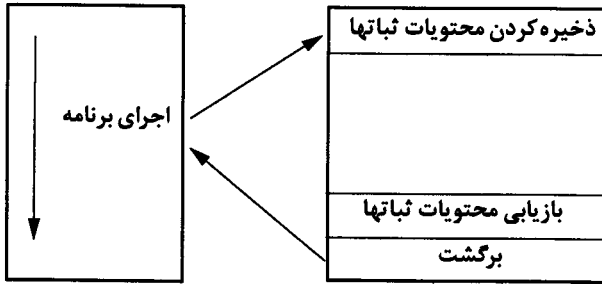 ذخیره کردن محتویات ثباتها
اجرای برنامه
بازیابی محتویات ثباتها
برگشت